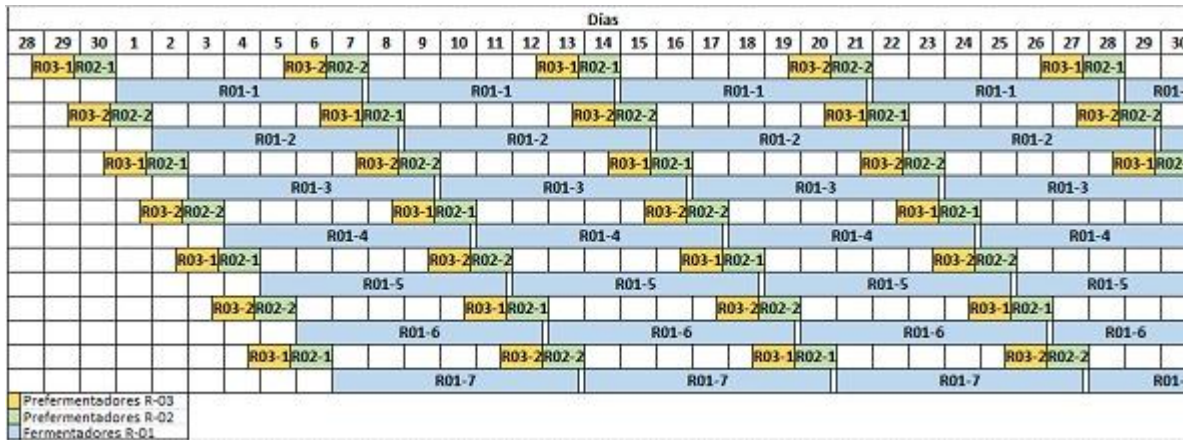 Días
28 29 30 1 2 3 4 5 6 7 8 9 10 11 12 13 14 15 16 17 18 19 20 21 22 23 24 25 26 27 28 29 30
R03-1 R02-1 R03-2 R02-2 R03-1 R02-1 R03-2 R02-2 R03-1 R02-1
R01-1 R01-1 R01-1 R01-1 R01-
R03-2 R02-2 R03-1 R02-1 R03-2 R02-2 R03-1 R02-1 R03-2 R02-2
R01-2 R01-2 R01-2 R01-2
R03-1 R02-1 R03-2 R02-2 R03-1 R02-1 R03-2 R02-2 R03-1 R02-
R01-3 R01-3 R01-3 R01-3
R03-2 R02-2 R03-1 R02-1 R03-2 R02-2 R03-1 R02-1
R01-4 R01-4 R01-4 R01-4
R03-1 R02-1 R03-2 R02-2 R03-1 R02-1 R03-2 R02-2
R01-5 R01-5 R01-5 R01-5
R03-2 R02-2 R03-1 R02-1 R03-2 R02-2 R03-1 R02-1
R01-6 R01-6 R01-6 R01-6
R03-1 R02-1 R03-2 R02-2 R03-1 R02-1 R03-2 R02-2
R01-7 R01-7 R01-7 R01-
Prefermentadores R-03
Prefermentadores R-02
Fermentadores R-01